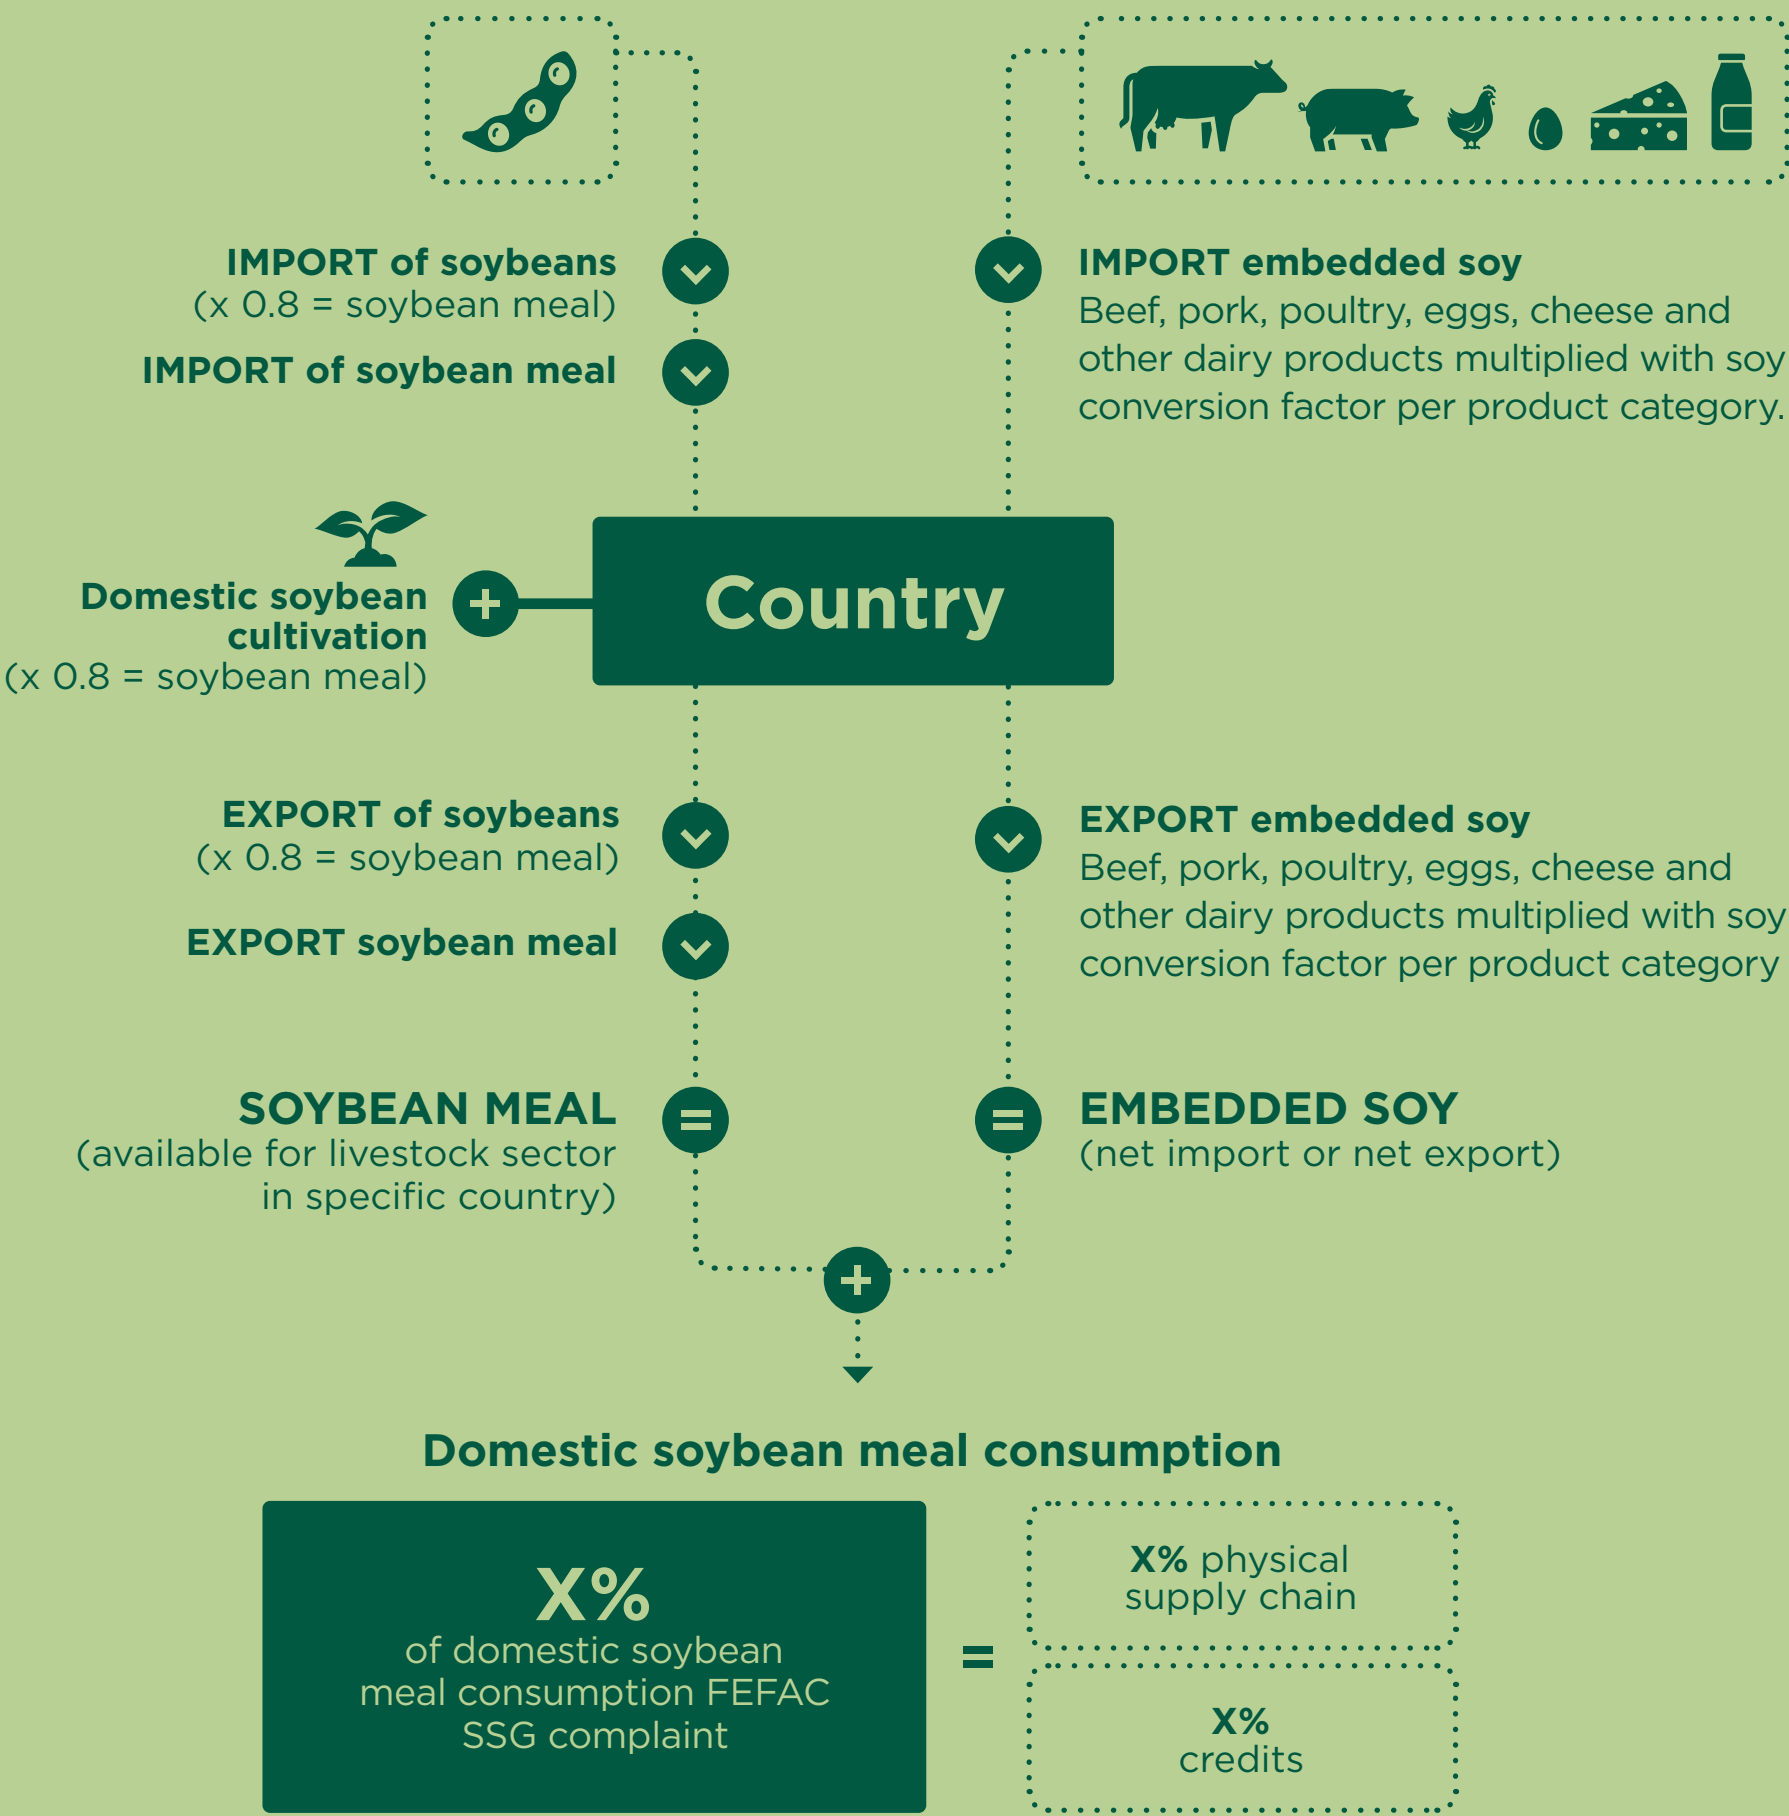 IMPORT of soybeans
(x 0.8 = soybean meal)
IMPORT of soybean meal
IMPORT embedded soy
Beef, pork, poultry, eggs, cheese and
other dairy products multiplied with soy
conversion factor per product category.
Domestic soybean
cultivation
(x 0.8 = soybean meal)
Country
EXPORT of soybeans
(x 0.8 = soybean meal)
EXPORT soybean meal
EXPORT embedded soy
Beef, pork, poultry, eggs, cheese and
other dairy products multiplied with soy
conversion factor per product category
SOYBEAN MEAL
(available for livestock sector
in specific country)
EMBEDDED SOY
(net import or net export)
Domestic soybean meal consumption
X%
of domestic soybean
meal consumption FEFAC
SSG complaint
=
X% physical
supply chain
X%
credits